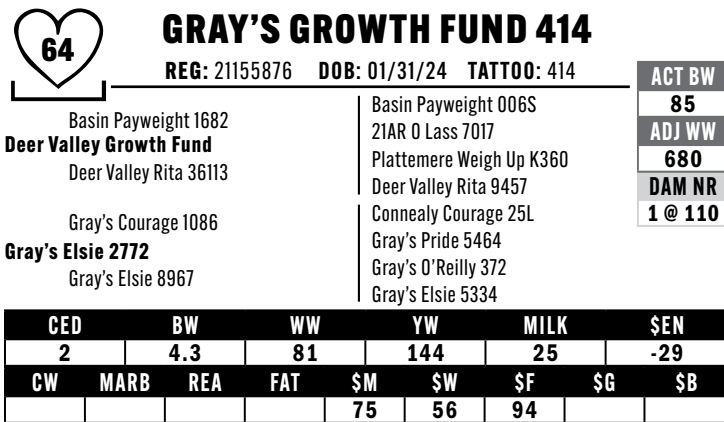 64
GRAY'S GROWTH FUND 414
REG: 21155876 DOB: 01/31/24 TATTOO: 414
Basin Payweight 1682
Deer Valley Growth Fund
Deer Valley Rita 36113
Gray's Courage 1086
Gray's Elsie 2772
Gray's Elsie 8967
Basin Payweight 006S
21AR O Lass 7017
Plattemere Weigh Up K360
Deer Valley Rita 9457
Connealy Courage 25L
Gray's Pride 5464
Gray's O'Reilly 372
Gray's Elsie 5334
ACT BW
85
ADJ WW
680
DAM NR
1 @ 110
CED BW WW YW MILK $EN
2 4.3 81 144 25 -29
CW MARB REA FAT $M $W $F $G $B
75 56 94